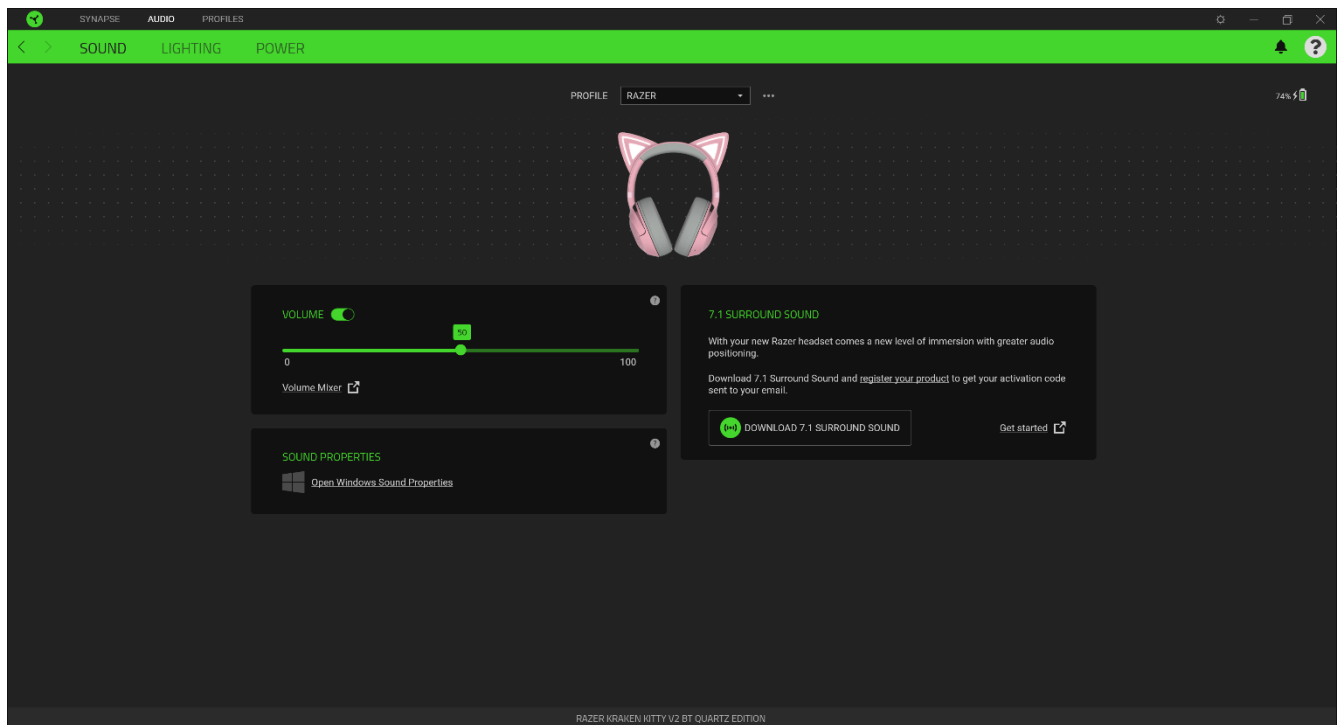 SYNAPSE AUDIO PROFILES
SOUND LIGHTING POWER
?
PROFILE RAZER
74%
VOLUME
?
50
0 100
Volume Mixer
SOUND PROPERTIES
?
Open Windows Sound Properties
7.1 SURROUND SOUND
With your new Razer headset comes a new level of immersion with greater audio
positioning.
Download 7.1 Surround Sound and register your product to get your activation code
sent to your email.
DOWNLOAD 7.1 SURROUND SOUND
Get started
RAZER KRAKEN KITTY V2 BT QUARTZ EDITION